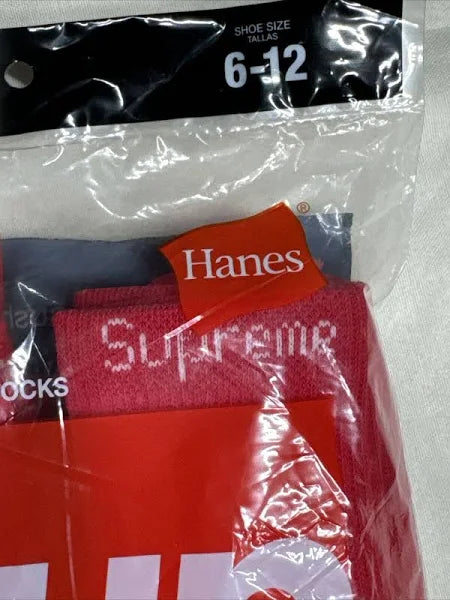 SHOE SIZE
TALLAS
6-12
®
Hanes
Supreme
OCKS